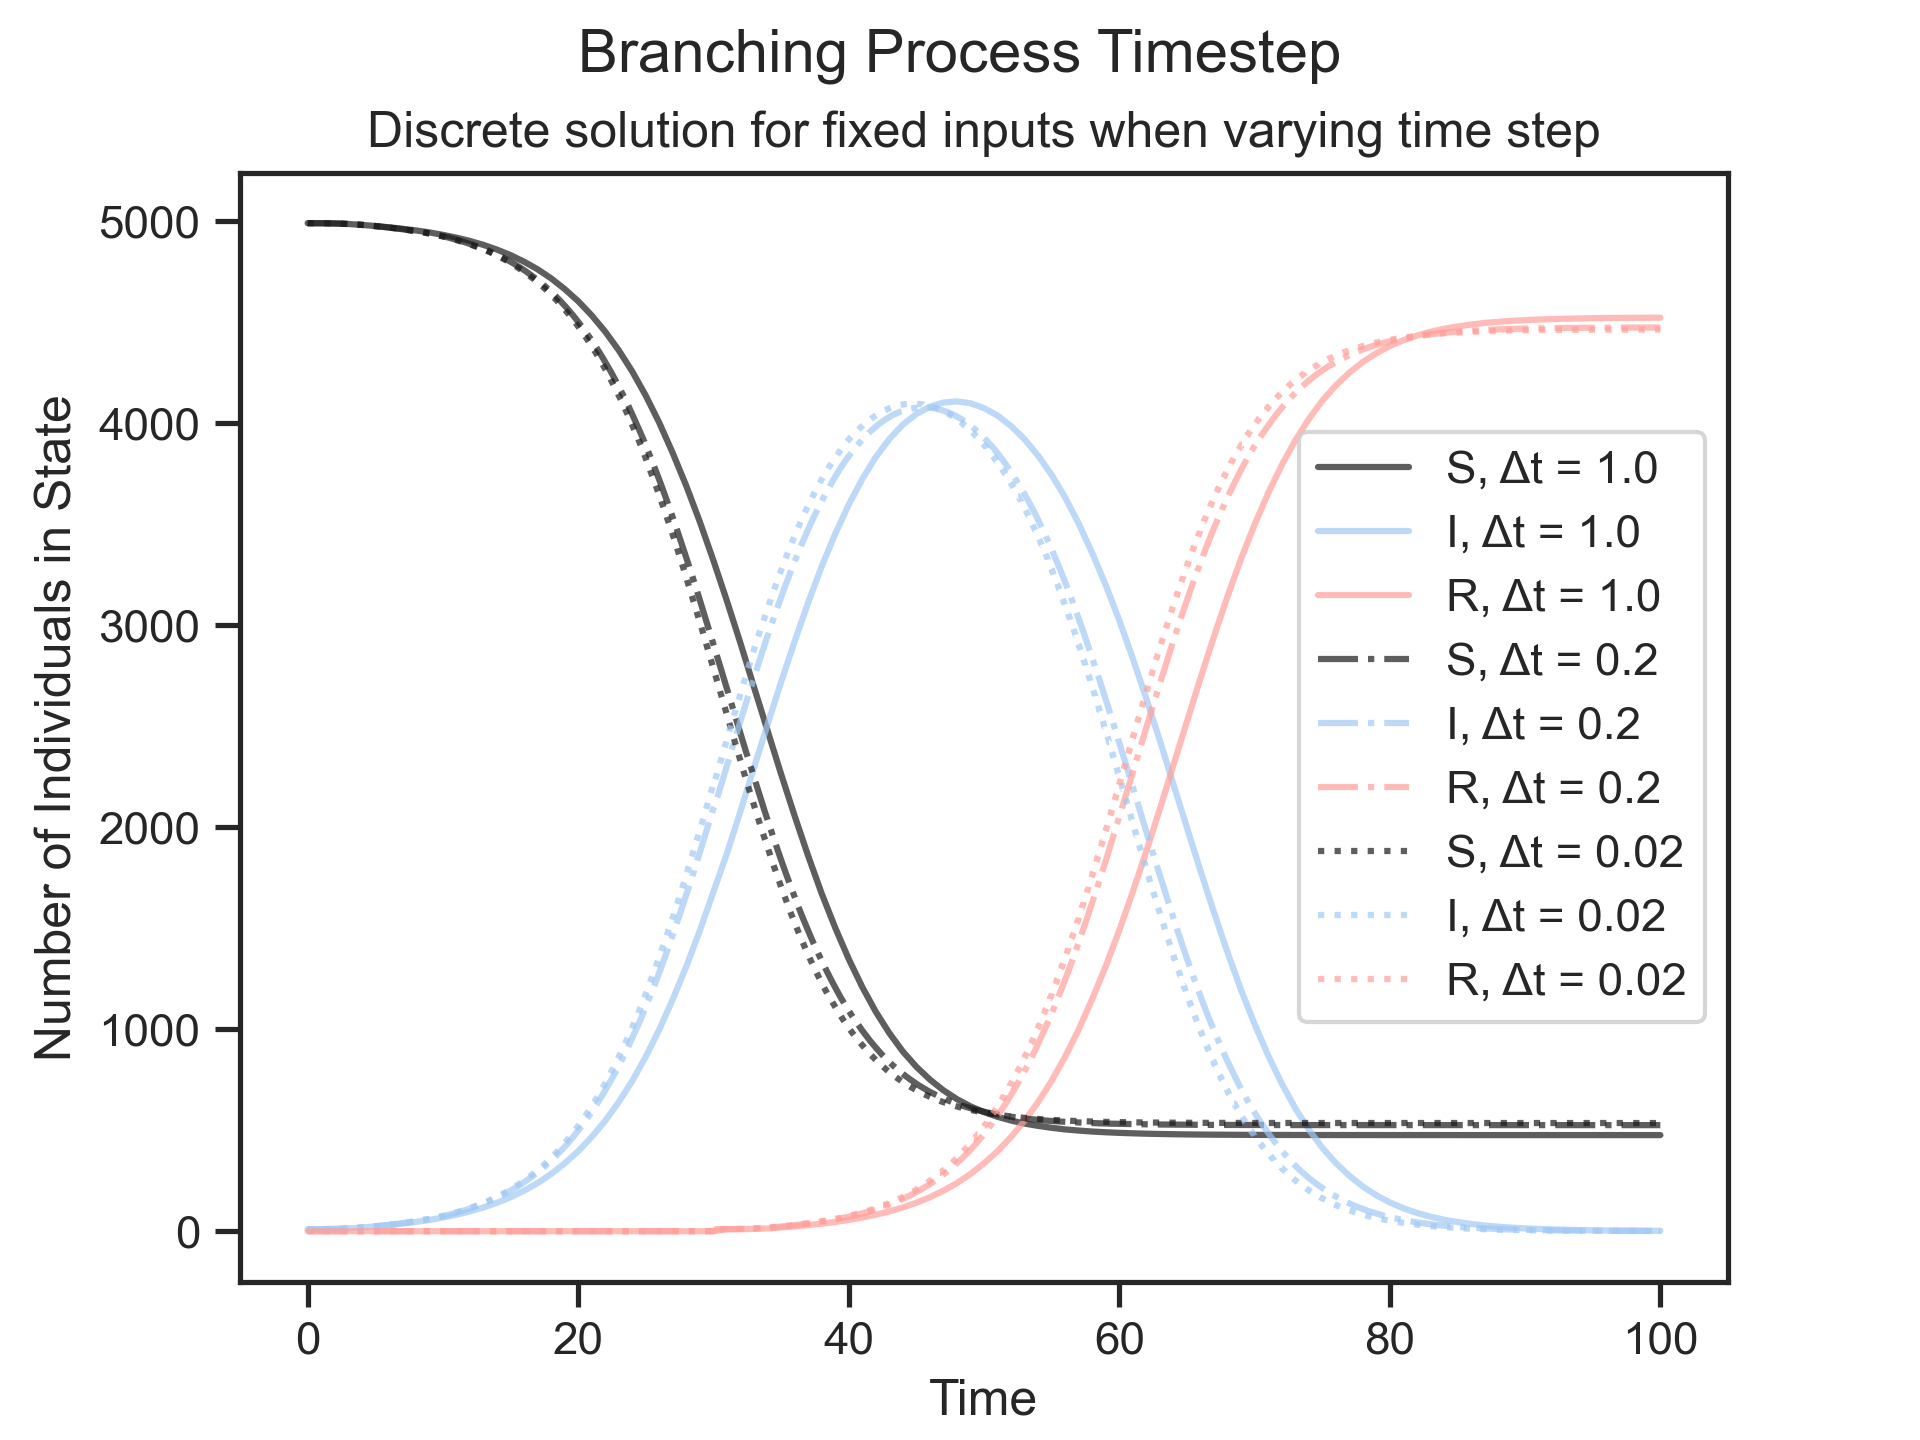 Branching Process Timestep
Discrete solution for fixed inputs when varying time step
Number of Individuals in State
5000
4000
3000
2000
1000
0
S, Δt = 1.0
I, Δt = 1.0
R, Δt = 1.0
S, Δt = 0.2
I, Δt = 0.2
R, Δt = 0.2
S, Δt = 0.02
I, Δt = 0.02
R, Δt = 0.02
0 20 40 60 80 100
Time